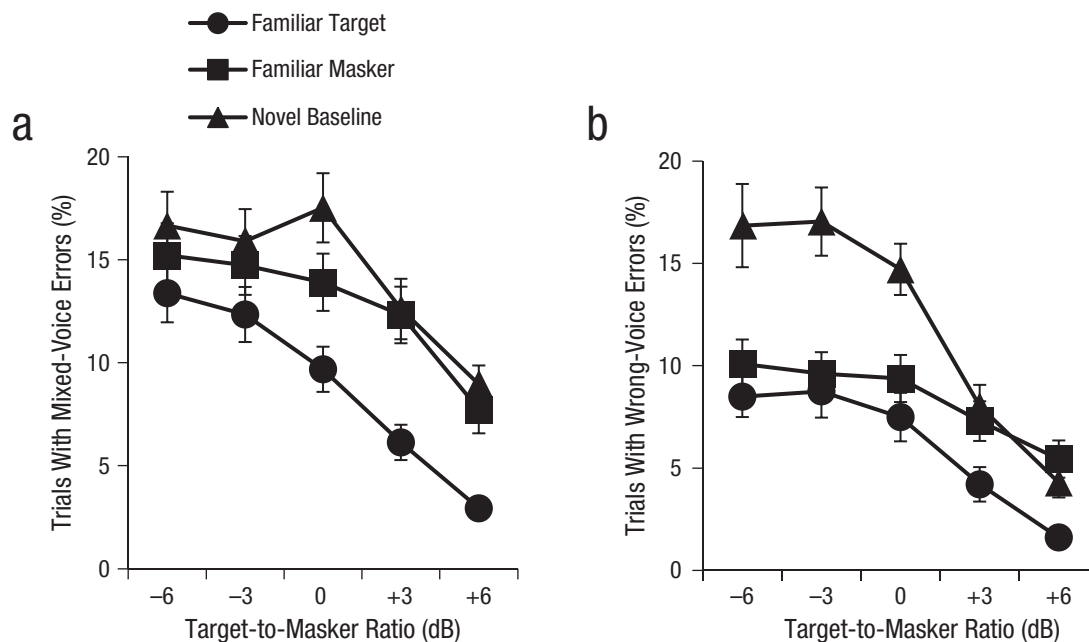 Familiar Target
Familiar Masker
Novel Baseline
a
Trials With Mixed-Voice Errors (%)
20
15
10
5
0
–6 –3 0 +3 +6
Target-to-Masker Ratio (dB)
b
Trials With Wrong-Voice Errors (%)
20
15
10
5
0
–6 –3 0 +3 +6
Target-to-Masker Ratio (dB)